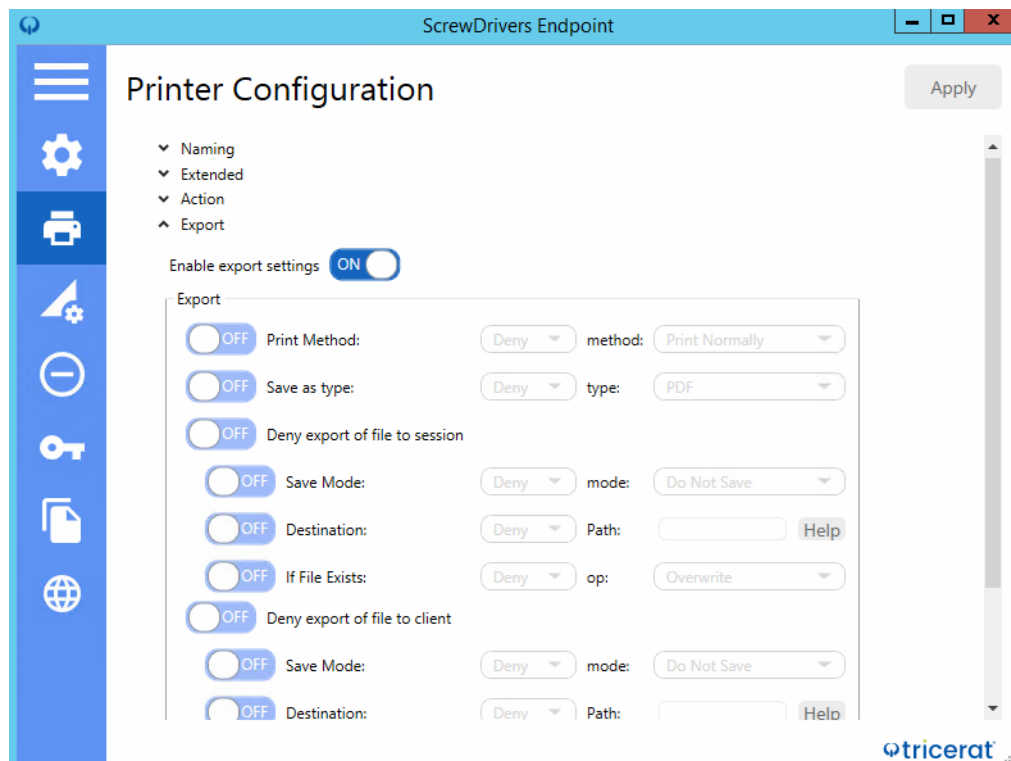 ScrewDrivers Endpoint
Printer Configuration
Apply
Naming
Extended
Action
Export
Enable export settings ON
Export
OFF Print Method: Deny method: Print Normally
OFF Save as type: Deny type: PDF
OFF Deny export of file to session
OFF Save Mode: Deny mode: Do Not Save
OFF Destination: Deny Path: Help
OFF If File Exists: Deny op: Overwrite
OFF Deny export of file to client
OFF Save Mode: Deny mode: Do Not Save
OFF Destination: Deny Path: Help
tricerat